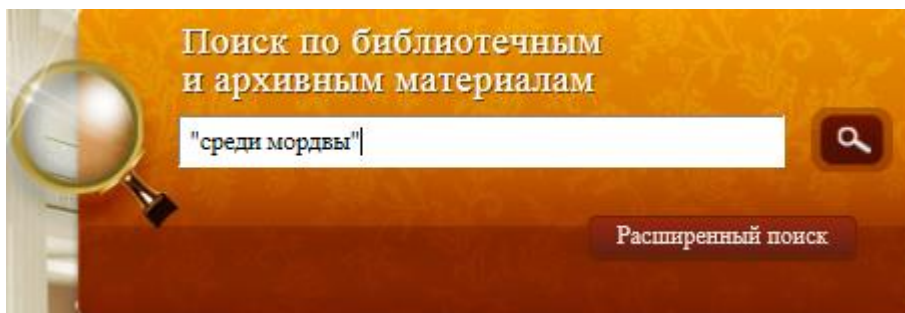 Поиск по библиотечным
и архивным материалам
"среди мордвы"
Расширенный поиск